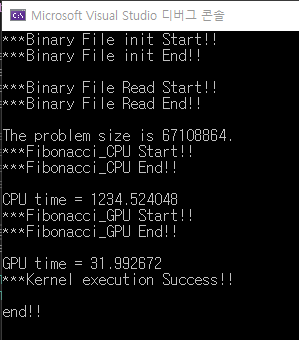 Microsoft Visual Studio 디버그 콘솔
***Binary File init Start!!
***Binary File init End!!
***Binary File Read Start!!
***Binary File Read End!!
The problem size is 67108864.
***Fibonacci_CPU Start!!
***Fibonacci_CPU End!!
CPU time = 1234.524048
***Fibonacci_GPU Start!!
***Fibonacci_GPU End!!
GPU time = 31.992672
***Kernel execution Success!!
end!!